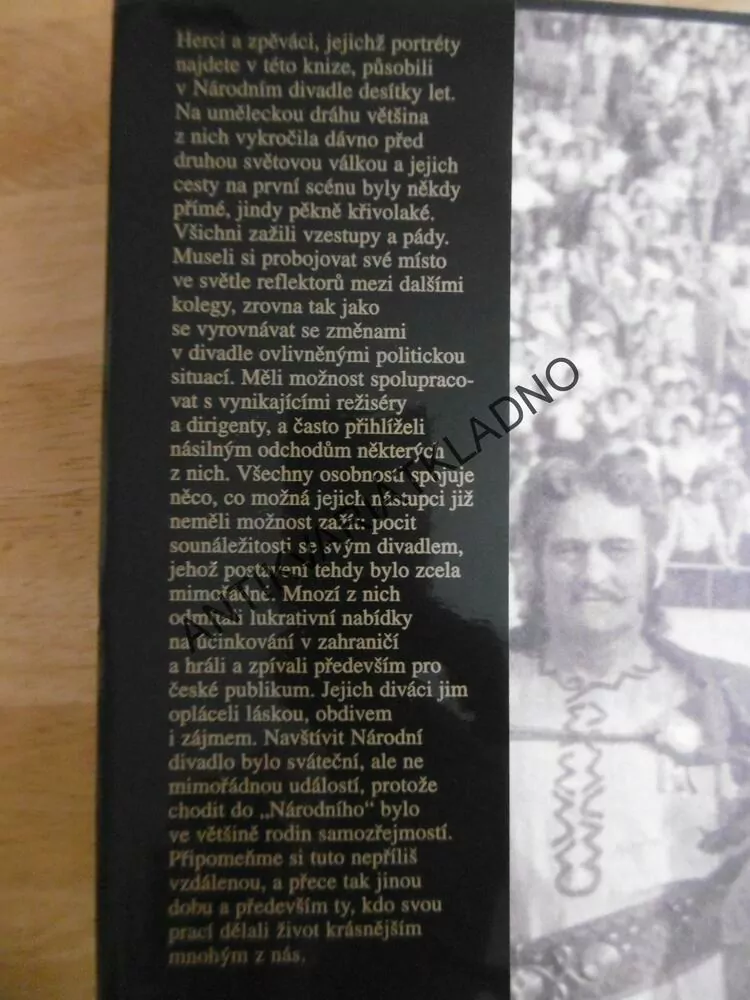 Herci a zpěváci, jejichž portréty
najdete v této knize, působili
v Národním divadle desítky let.
Na uměleckou dráhu většina
z nich vykročila dávno před
druhou světovou válkou a jejich
cesty na první scénu byly někdy
přímé, jindy pěkně křivolaké.
Všichni zažili vzestupy a pády.
Museli si probojovat své místo
ve světle reflektorů mezi dalšími
kolegy, zrovna tak jako
se vyrovnávat se změnami
v divadle ovlivněnými politickou
situací. Měli možnost spolupraco-
vat s vynikajícími režiséry
a dirigenty, a často přihlíželi
násilným odchodům některých
z nich. Všechny osobnosti spojuje
něco, co možná jejich nástupci již
neměli možnost zažít: pocit
sounáležitosti se svým divadlem,
jehož postavení tehdy bylo zcela
mimořádné. Mnozí z nich
odmítali lukrativní nabídky
na účinkování v zahraničí
a hráli a zpívali především pro
české publikum. Jejich diváci jim
opláceli láskou, obdivem
i zájmem. Navštívit Národní
divadlo bylo sváteční, ale ne
mimořádnou událostí, protože
chodit do „Národního“ bylo
ve většině rodin samozřejmostí.
Připomeňme si tuto nepříliš
vzdálenou, a přece tak jinou
dobu a především ty, kdo svou
prací dělali život krásnějším
mnohým z nás.
ANTIKVARIATKLADNO